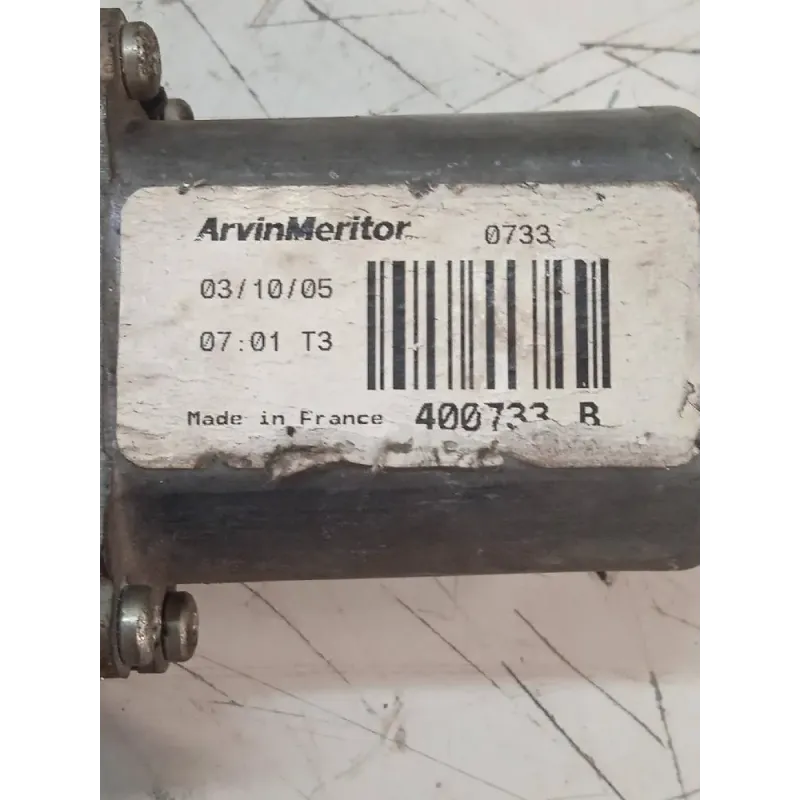 ArvinMeritor 0733
03/10/05
07:01 T3
Made in France 400733 B